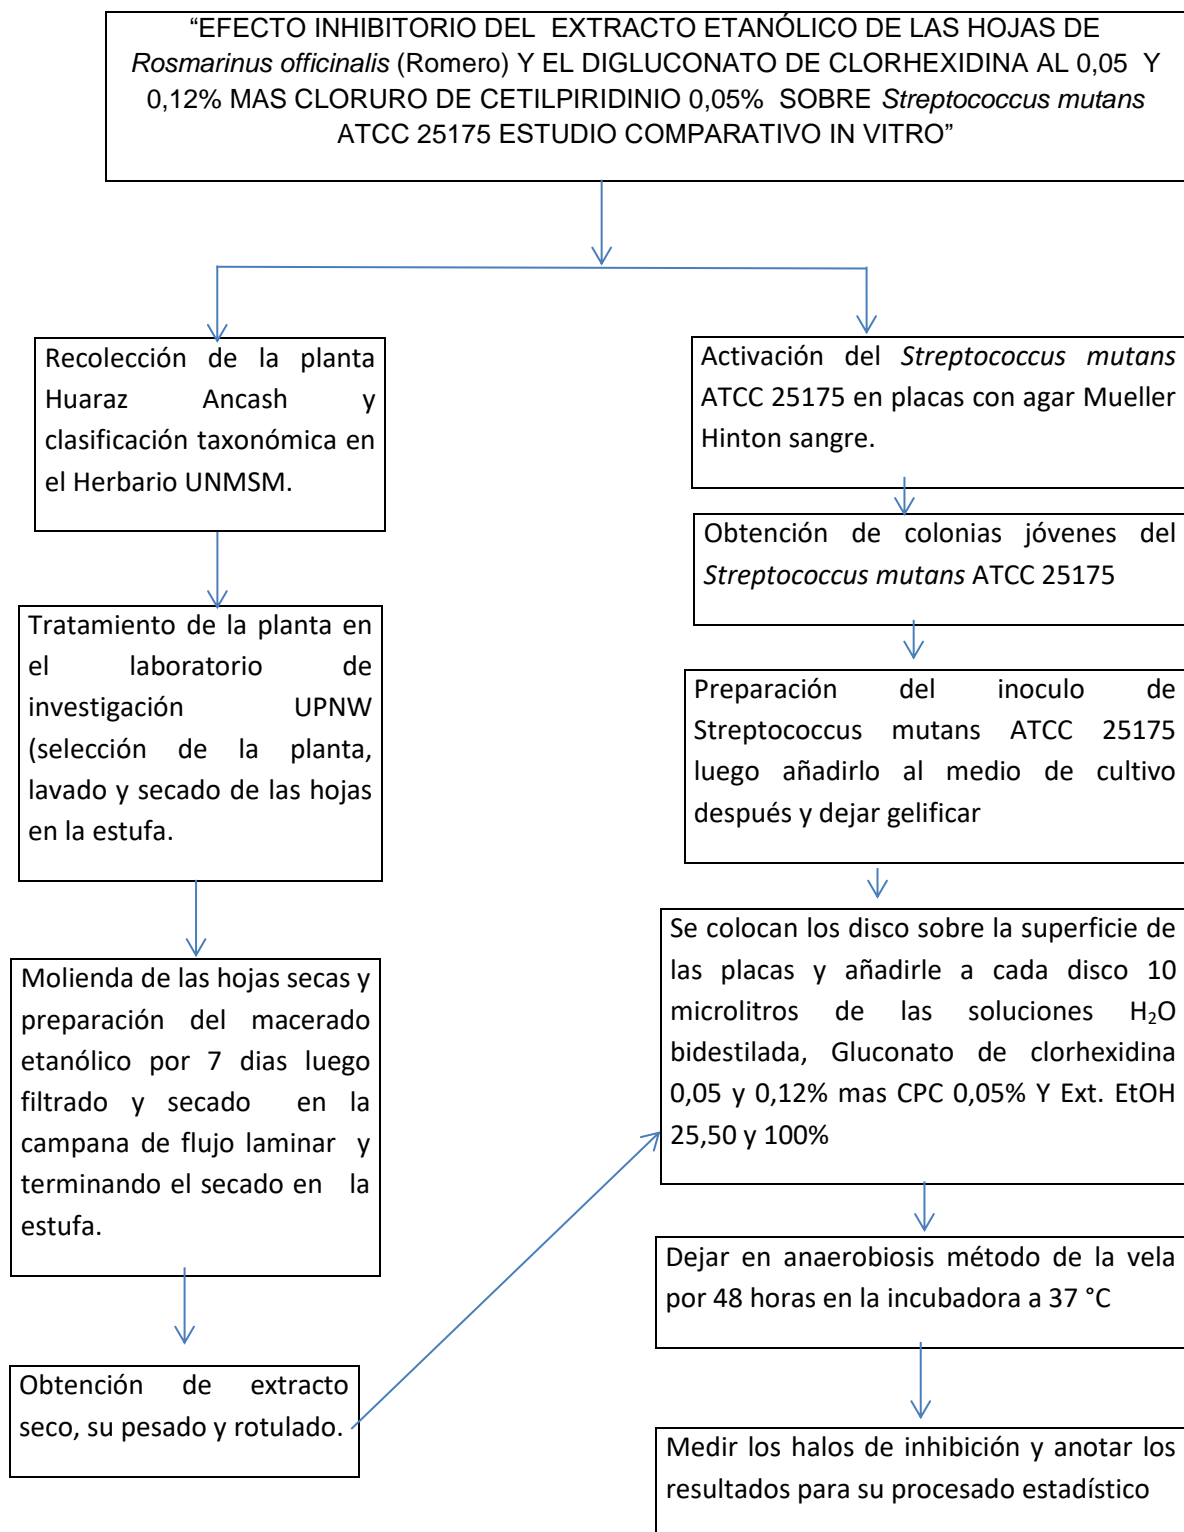 “EFECTO INHIBITORIO DEL EXTRACTO ETANÓLICO DE LAS HOJAS DE
Rosmarinus officinalis (Romero) Y EL DIGLUCONATO DE CLORHEXIDINA AL 0,05 Y
0,12% MAS CLORURO DE CETILPIRIDINIO 0,05% SOBRE Streptococcus mutans
ATCC 25175 ESTUDIO COMPARATIVO IN VITRO”
Recolección de la planta
Huaraz Ancash y
clasificación taxonómica en
el Herbario UNMSM.
Tratamiento de la planta en
el laboratorio de
investigación UPNW
(selección de la planta,
lavado y secado de las hojas
en la estufa.
Molienda de las hojas secas y
preparación del macerado
etanólico por 7 dias luego
filtrado y secado en la
campana de flujo laminar y
terminando el secado en la
estufa.
Obtención de extracto
seco, su pesado y rotulado.
Activación del Streptococcus mutans
ATCC 25175 en placas con agar Mueller
Hinton sangre.
Obtención de colonias jóvenes del
Streptococcus mutans ATCC 25175
Preparación del inoculo de
Streptococcus mutans ATCC 25175
luego añadirlo al medio de cultivo
después y dejar gelificar
Se colocan los disco sobre la superficie de
las placas y añadirle a cada disco 10
microlitros de las soluciones H₂O
bidestilada, Gluconato de clorhexidina
0,05 y 0,12% mas CPC 0,05% Y Ext. EtOH
25,50 y 100%
Dejar en anaerobiosis método de la vela
por 48 horas en la incubadora a 37 °C
Medir los halos de inhibición y anotar los
resultados para su procesado estadístico